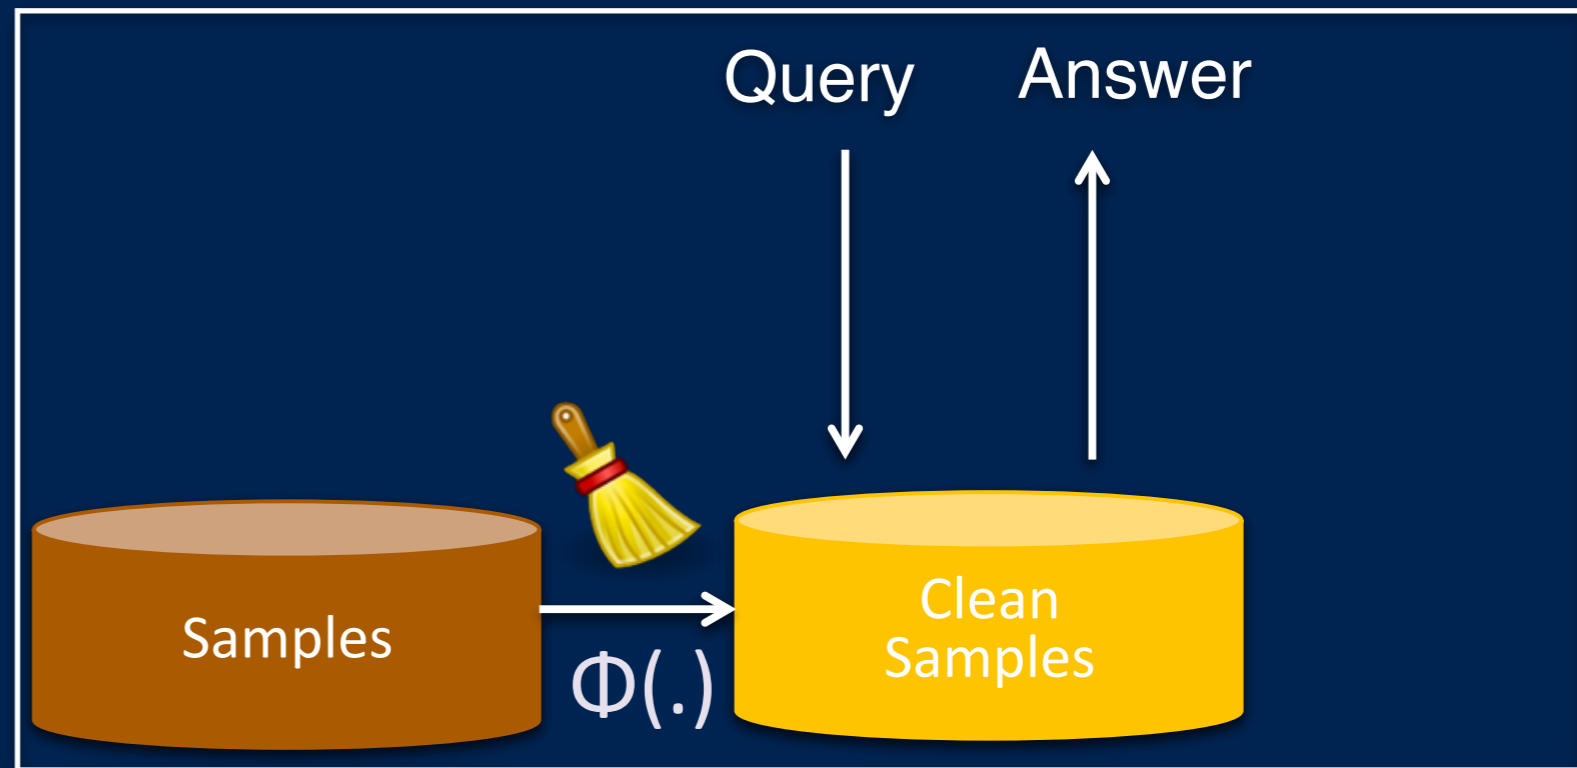 Query
Answer
Samples
Φ(.)
Clean
Samples